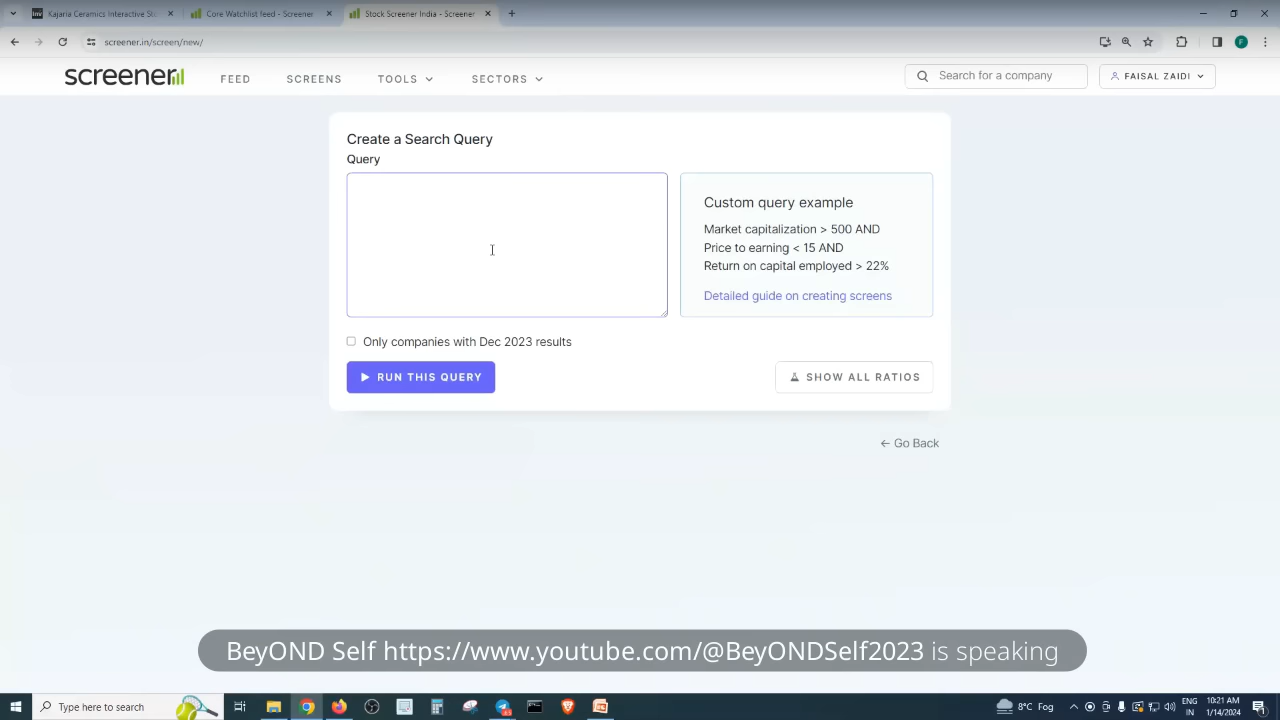 Kajaria Ceramics Interactive S
Core Watchlist - Screener
Screener India - Screener
screener.in/screen/new/
screener
FEED
SCREENS
TOOLS
SECTORS
Search for a company
FAISAL ZAIDI
Create a Search Query
Query
Custom query example
Market capitalization > 500 AND
Price to earning < 15 AND
Return on capital employed > 22%
Detailed guide on creating screens
Only companies with Dec 2023 results
RUN THIS QUERY
SHOW ALL RATIOS
← Go Back
BeyOND Self https://www.youtube.com/@BeyONDSelf2023 is speaking
Type here to search
8°C Fog
ENG
IN
10:21 AM
1/14/2024